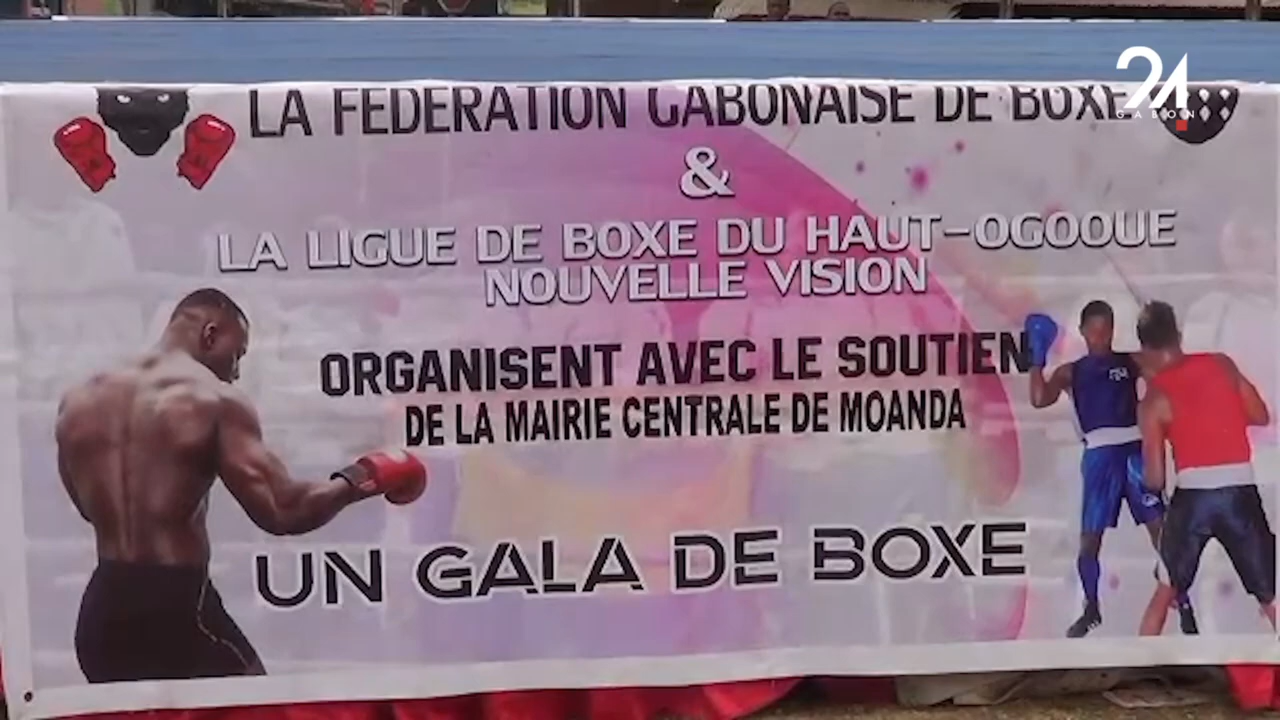 24
GABON
LA FEDERATION GABONAISE DE BOXE
&
LA LIGUE DE BOXE DU HAUT-OGOOUE
NOUVELLE VISION
ORGANISENT AVEC LE SOUTIEN
DE LA MAIRIE CENTRALE DE MOANDA
UN GALA DE BOXE